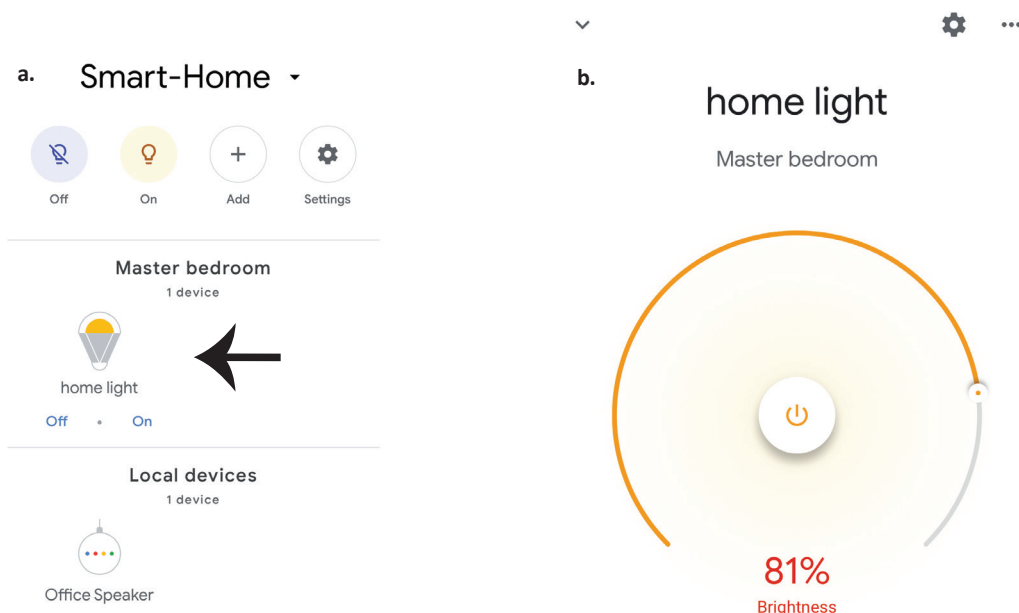 a.
Smart-Home
Off
On
Add
Settings
Master bedroom
1 device
home light
Off • On
Local devices
1 device
Office Speaker
b.
home light
Master bedroom
81%
Brightness